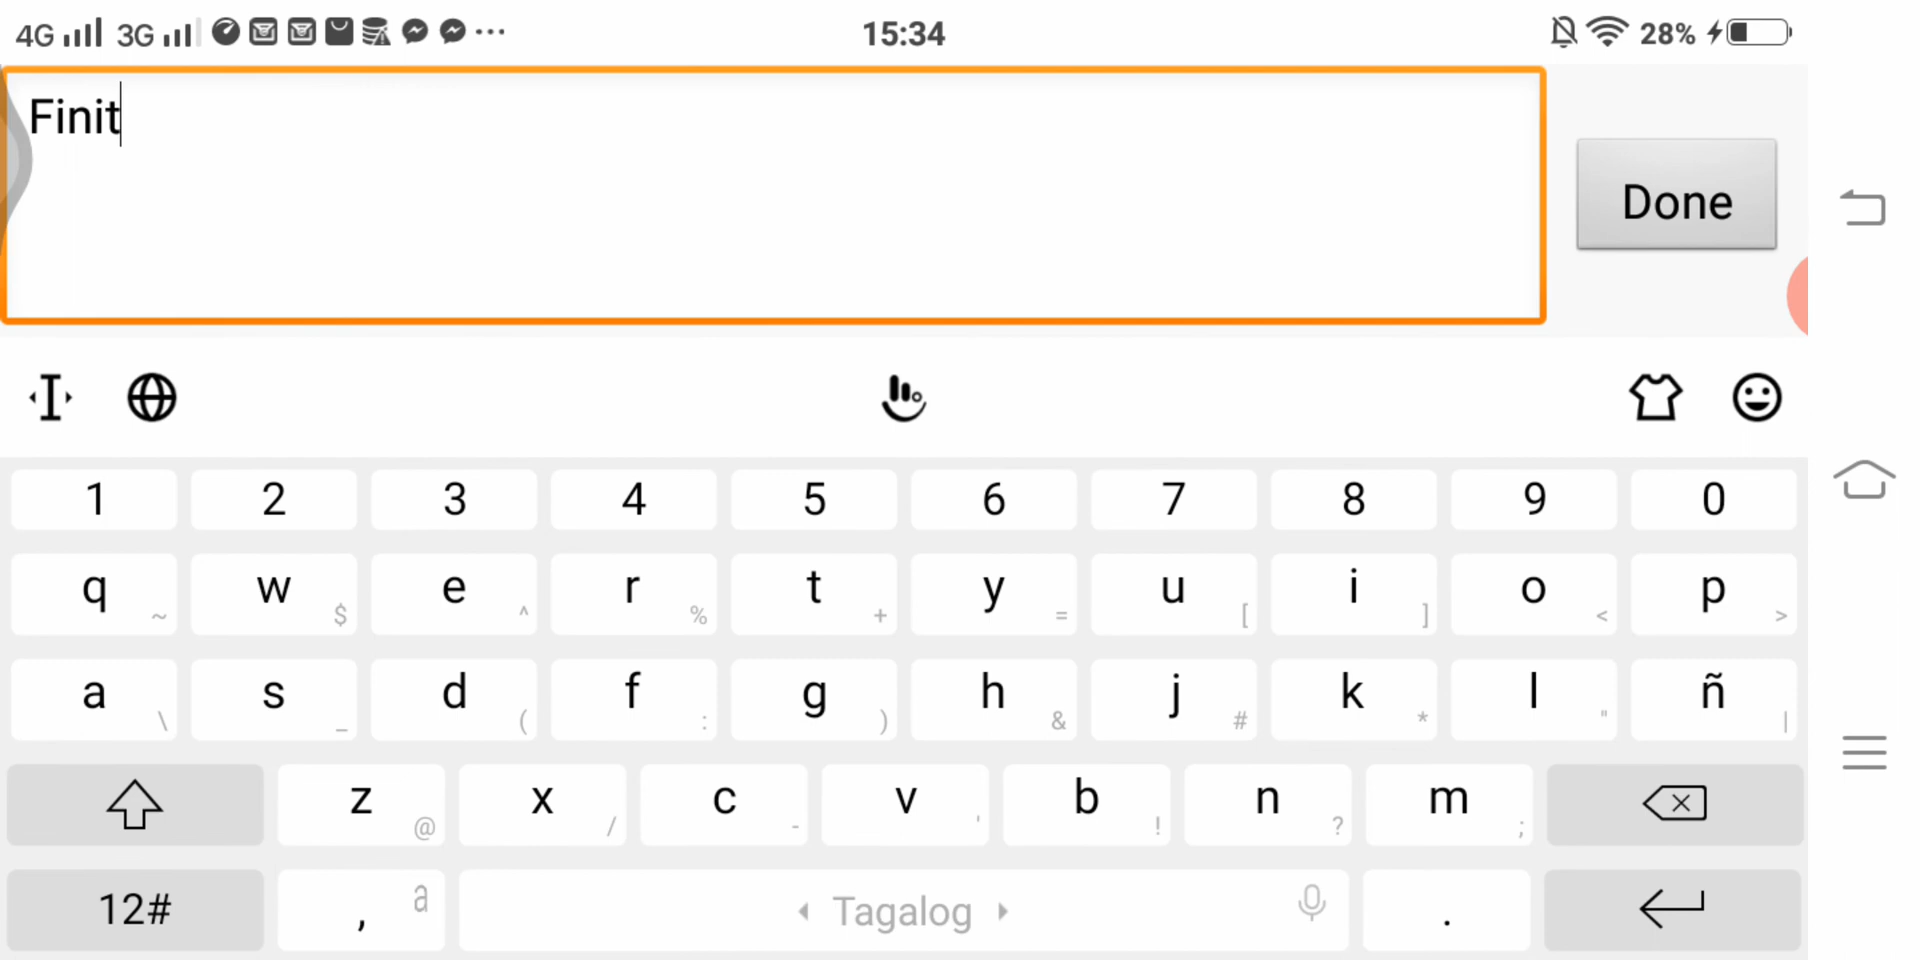 4G 3G 15:34 28%
Finit
Done
1 2 3 4 5 6 7 8 9 0
q ~ w $ e ^ r % t + y = u [ i ] o < p >
a \ s _ d ( f : g ) h & j # k * l " ñ |
z @ x / c - v ' b ! n ? m ;
12# , a Tagalog .